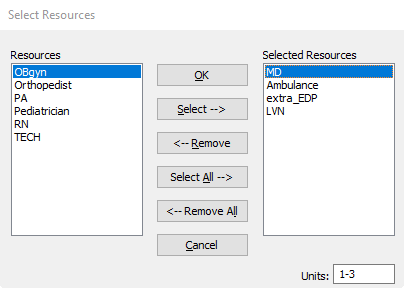 Select Resources
Resources
OBgyn
Orthopedist
PA
Pediatrician
RN
TECH
OK
Select -->
<-- Remove
Select All -->
<-- Remove All
Cancel
Selected Resources
MD
Ambulance
extra_EDP
LVN
Units: 1-3